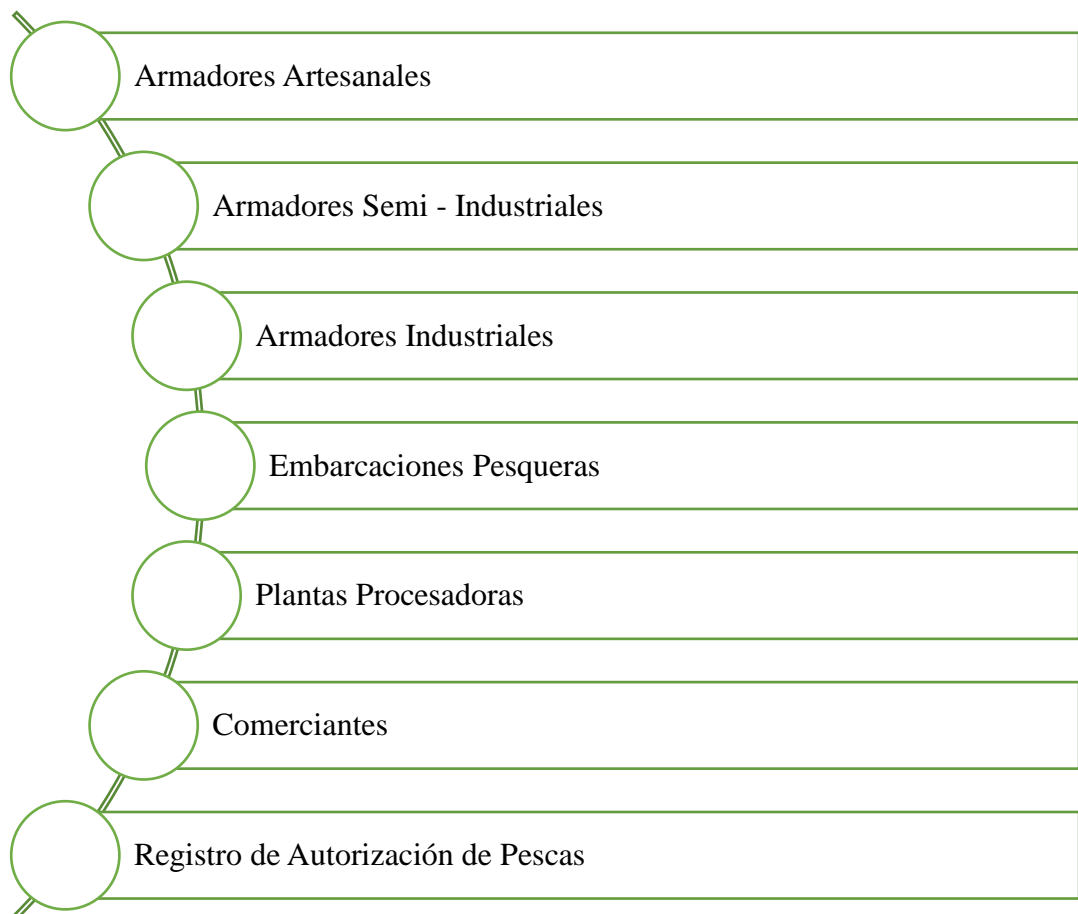 Armadores Artesanales
Armadores Semi - Industriales
Armadores Industriales
Embarcaciones Pesqueras
Plantas Procesadoras
Comerciantes
Registro de Autorización de Pescas